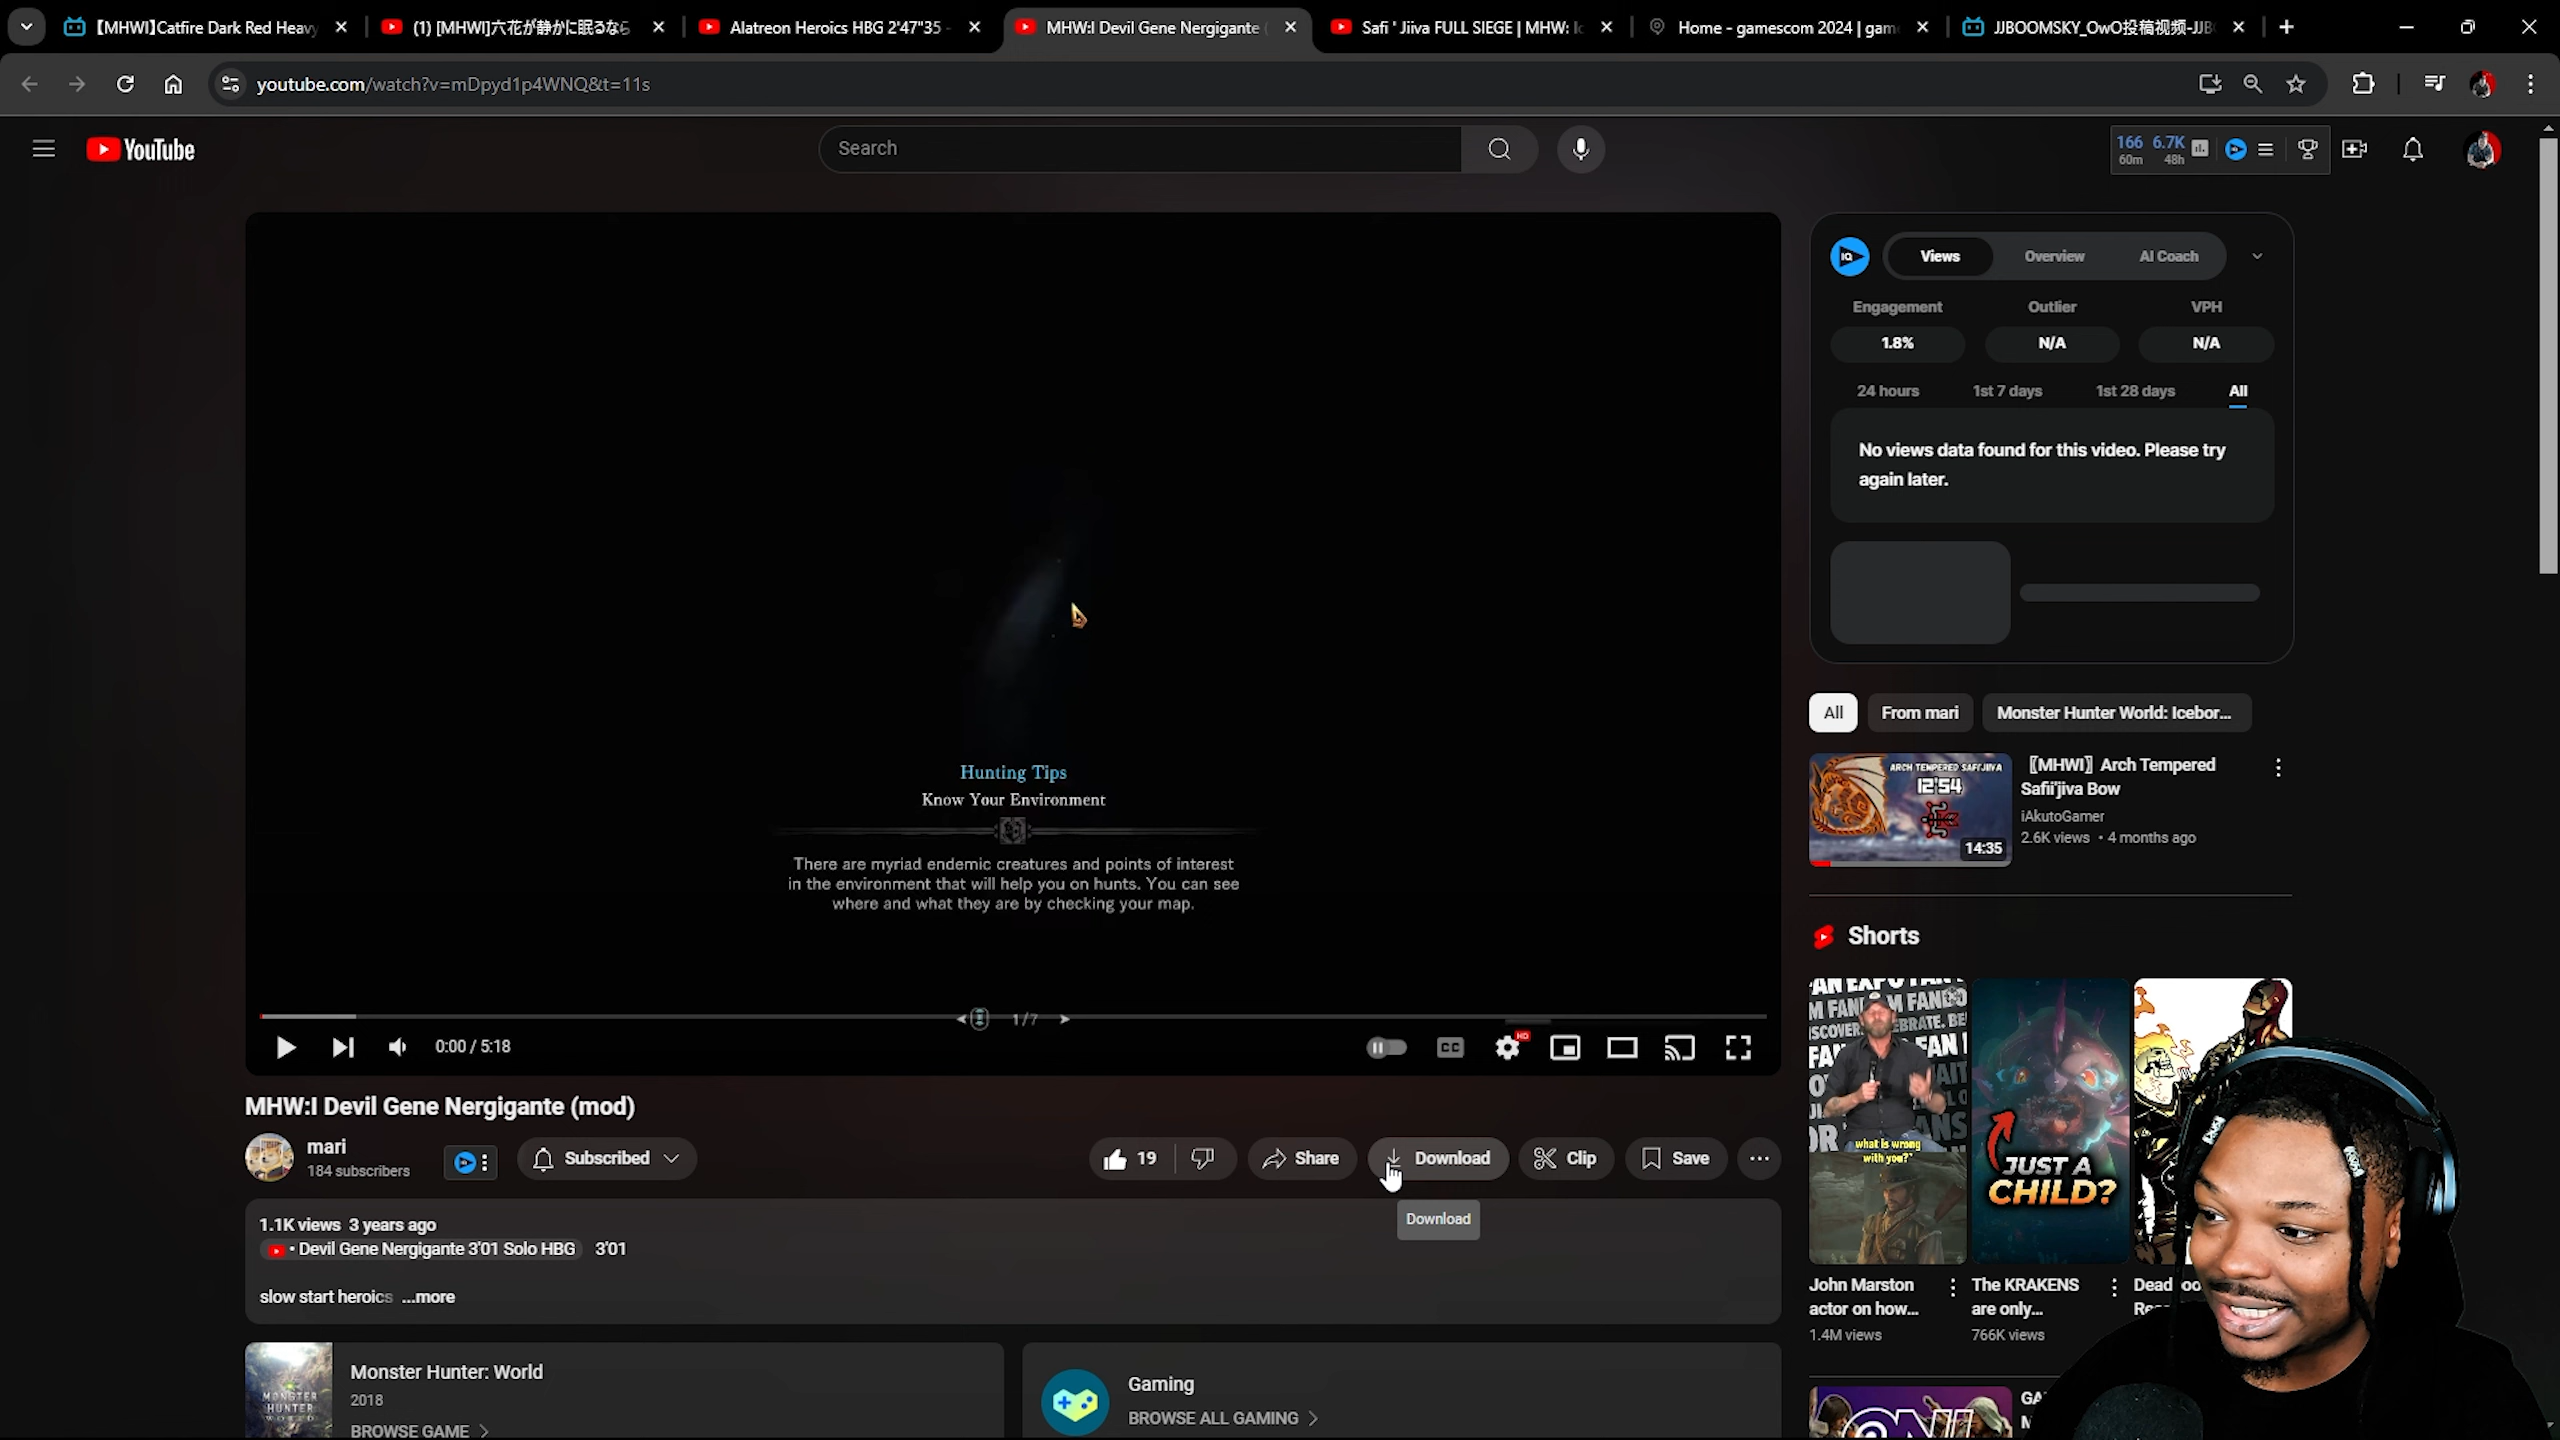 【MHWI】Catfire Dark Red Heavy
(1) [MHWI]六花が静かに眠るなら
Alatreon Heroics HBG 2'47"35 -
MHW:I Devil Gene Nergigante (
Safi ' Jiiva FULL SIEGE | MHW: Ic
Home - gamescom 2024 | gam
JJBOOMSKY_OwO投稿视频-JJB
youtube.com/watch?v=mDpyd1p4WNQ&t=11s
YouTube
Search
166 6.7K
60m 48h
IQ
Views
Overview
AI Coach
Engagement
Outlier
VPH
1.8%
N/A
N/A
24 hours
1st 7 days
1st 28 days
All
No views data found for this video. Please try
again later.
Hunting Tips
Know Your Environment
There are myriad endemic creatures and points of interest
in the environment that will help you on hunts. You can see
where and what they are by checking your map.
1/7
0:00 / 5:18
CC
HD
MHW:I Devil Gene Nergigante (mod)
mari
184 subscribers
Subscribed
19
Share
Download
Clip
Save
Download
1.1K views 3 years ago
• Devil Gene Nergigante 3'01 Solo HBG 3'01
slow start heroics ...more
MONSTER
HUNTER
WORLD
Monster Hunter: World
2018
BROWSE GAME
Gaming
BROWSE ALL GAMING
All
From mari
Monster Hunter World: Icebor...
ARCH TEMPERED SAFI'JIIVA
12'54
14:35
〖MHWI〗Arch Tempered
Safii'jiva Bow
iAkutoGamer
2.6K views • 4 months ago
Shorts
what is wrong
with you?"
John Marston
actor on how...
1.4M views
JUST A
CHILD?
The KRAKENS
are only...
766K views